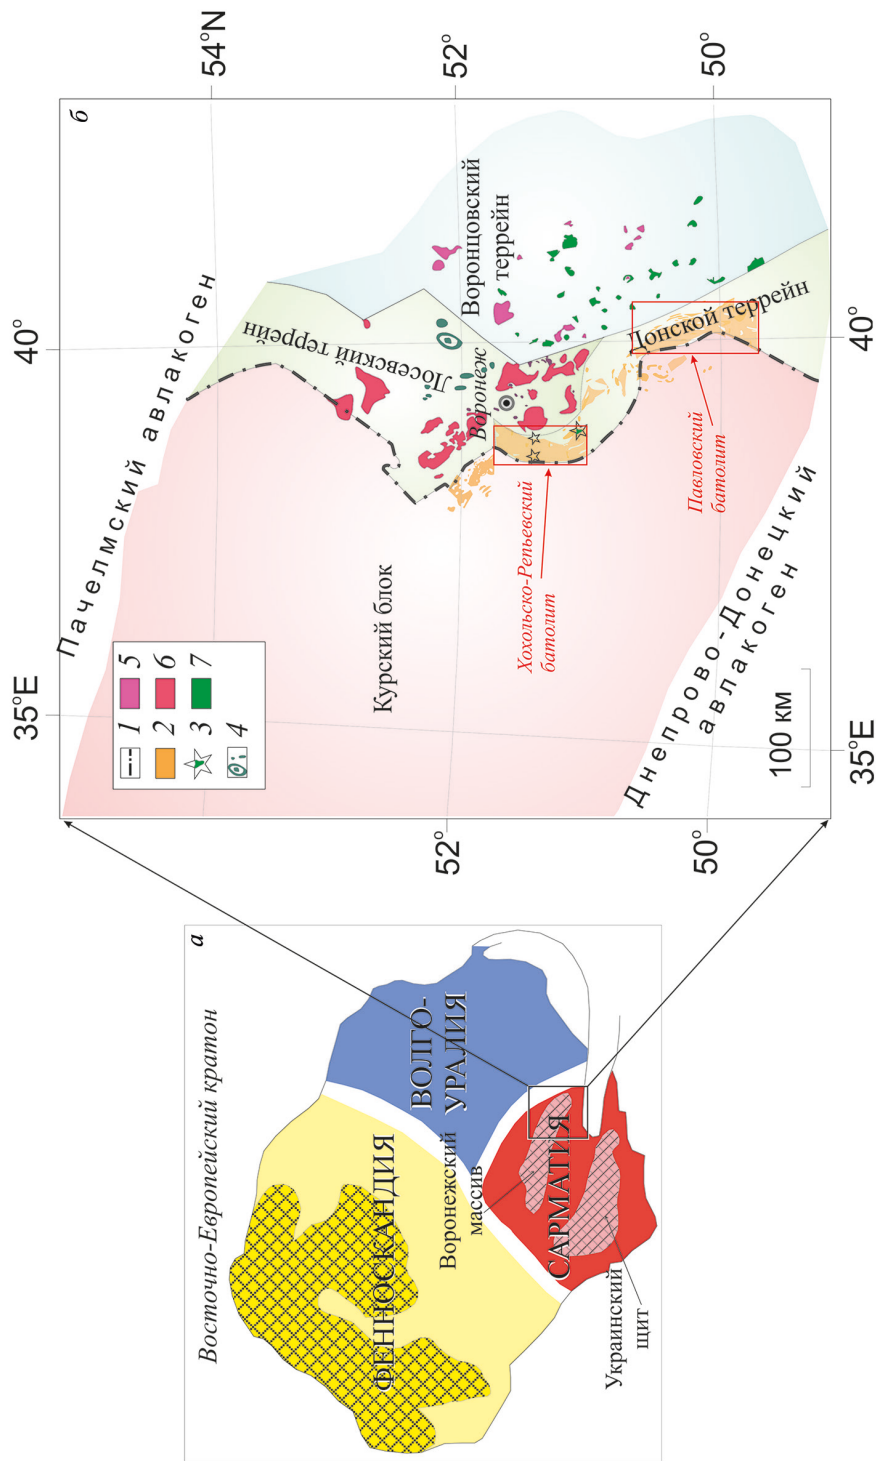 а
Восточно-Европейский кратон
ФЕННОСКАНДИЯ
ВОЛГО-
УРАЛИЯ
Воронежский
массив
САРМАТИЯ
Украинский
щит
б
35°E
40°
54°N
52°
50°
52°
50°
35°E
40°
Пачелмский авлакоген
1
2
3
4
5
6
7
Курский блок
Лосевский террейн
Воронцовский
террейн
Воронеж
Донской террейн
Хохольско-Репьевский
батолит
Павловский
батолит
Днепрово-Донецкий
авлакоген
100 км